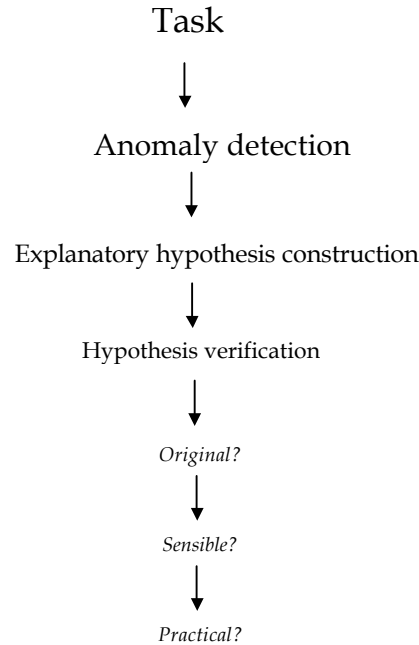 Task
Anomaly detection
Explanatory hypothesis construction
Hypothesis verification
Original?
Sensible?
Practical?